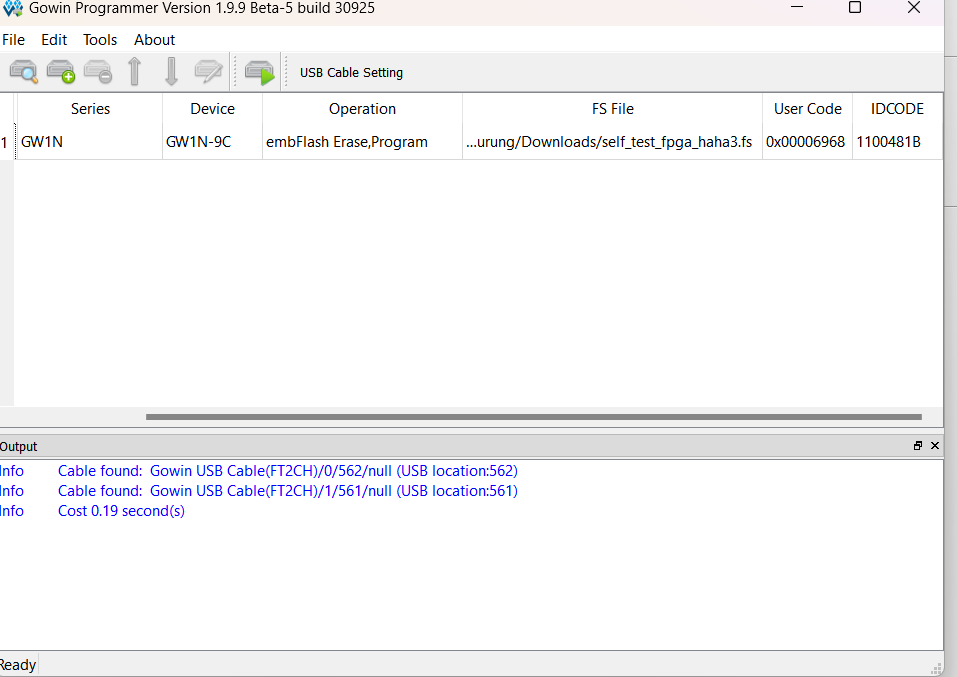 Gowin Programmer Version 1.9.9 Beta-5 build 30925
File Edit Tools About
USB Cable Setting
Series Device Operation FS File User Code IDCODE
1 GW1N GW1N-9C embFlash Erase,Program ...urung/Downloads/self_test_fpga_haha3.fs 0x00006968 1100481B
Output
Info Cable found: Gowin USB Cable(FT2CH)/0/562/null (USB location:562)
Info Cable found: Gowin USB Cable(FT2CH)/1/561/null (USB location:561)
Info Cost 0.19 second(s)
Ready